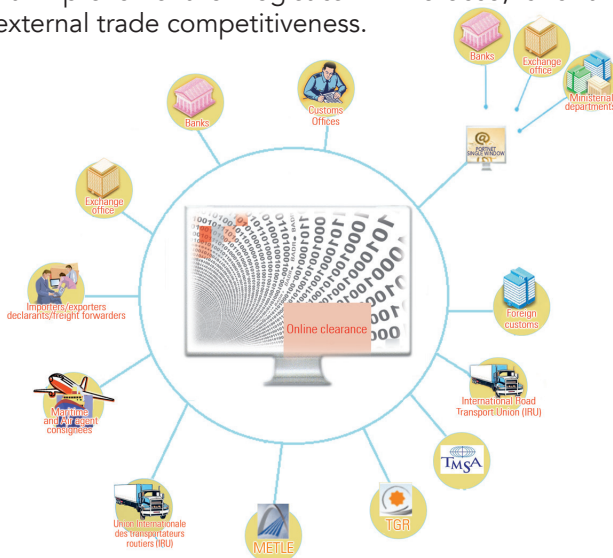 external trade competitiveness.
Banks
Exchange
office
Ministerial
departments
@
PORTNET
SINGLE WINDOW
Customs
Offices
Banks
Exchange
office
Importers/exporters
declarants/freight forwarders
Maritime
and Air agent
consignees
Union Internationale
des transportateurs
routiers (IRU)
METLE
TGR
TMSA
International Road
Transport Union (IRU)
Foreign
customs
Online clearance